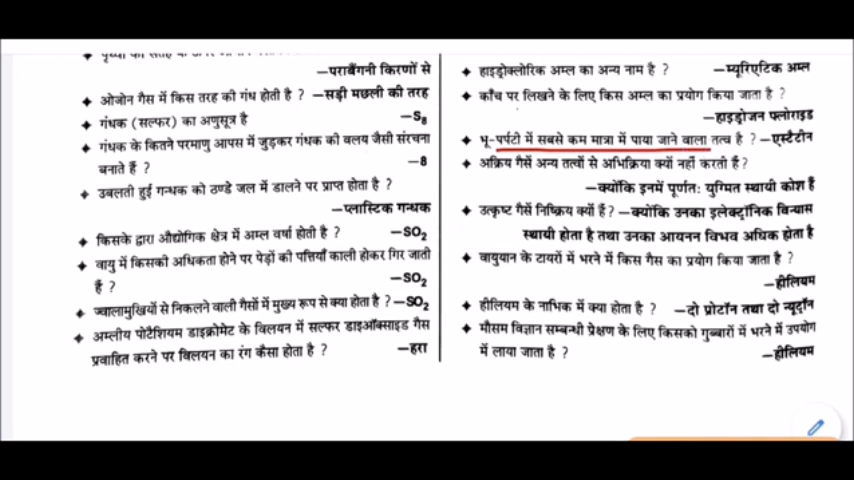 —पराबैंगनी किरणों से
✦ ओजोन गैस में किस तरह की गंध होती है ? —सड़ी मछली की तरह
✦ गंधक (सल्फर) का अणुसूत्र है —S₈
✦ गंधक के कितने परमाणु आपस में जुड़कर गंधक की वलय जैसी संरचना
बनाते हैं ? —8
✦ उबलती हुई गन्धक को ठण्डे जल में डालने पर प्राप्त होता है ?
—प्लास्टिक गन्धक
✦ किसके द्वारा औद्योगिक क्षेत्र में अम्ल वर्षा होती है ? —SO₂
✦ वायु में किसकी अधिकता होने पर पेड़ों की पत्तियाँ काली होकर गिर जाती
हैं ? —SO₂
✦ ज्वालामुखियों से निकलने वाली गैसों में मुख्य रूप से क्या होता है ? —SO₂
✦ अम्लीय पोटैशियम डाइक्रोमेट के विलयन में सल्फर डाइऑक्साइड गैस
प्रवाहित करने पर विलयन का रंग कैसा होता है ? —हरा
✦ हाइड्रोक्लोरिक अम्ल का अन्य नाम है ? —म्यूरिएटिक अम्ल
✦ काँच पर लिखने के लिए किस अम्ल का प्रयोग किया जाता है ?
—हाइड्रोजन फ्लोराइड
✦ भू-पर्पटी में सबसे कम मात्रा में पाया जाने वाला तत्व है ? —एस्टैटीन
✦ अक्रिय गैसें अन्य तत्वों से अभिक्रिया क्यों नहीं करती हैं?
—क्योंकि इनमें पूर्णतः युग्मित स्थायी कोश हैं
✦ उत्कृष्ट गैसें निष्क्रिय क्यों हैं? —क्योंकि उनका इलेक्ट्रॉनिक विन्यास
स्थायी होता है तथा उनका आयनन विभव अधिक होता है
✦ वायुयान के टायरों में भरने में किस गैस का प्रयोग किया जाता है ?
—हीलियम
✦ हीलियम के नाभिक में क्या होता है ? —दो प्रोटॉन तथा दो न्यूट्रॉन
✦ मौसम विज्ञान सम्बन्धी प्रेक्षण के लिए किसको गुब्बारों में भरने में उपयोग
में लाया जाता है ? —हीलियम